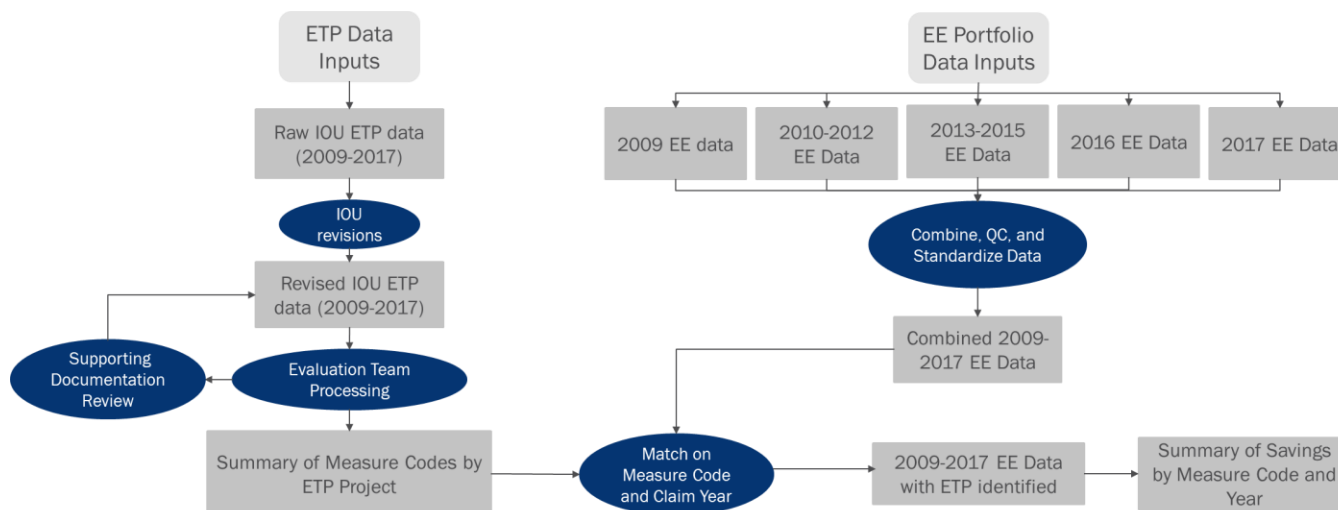 ETP Data
Inputs
EE Portfolio
Data Inputs
Raw IOU ETP data
(2009-2017)
2009 EE data
2010-2012
EE Data
2013-2015
EE Data
2016 EE Data
2017 EE Data
IOU
revisions
Combine, QC, and
Standardize Data
Revised IOU ETP
data (2009-2017)
Combined 2009-
2017 EE Data
Supporting
Documentation
Review
Evaluation Team
Processing
Summary of Measure Codes by
ETP Project
Match on
Measure Code
and Claim Year
2009-2017 EE Data
with ETP identified
Summary of Savings
by Measure Code and
Year